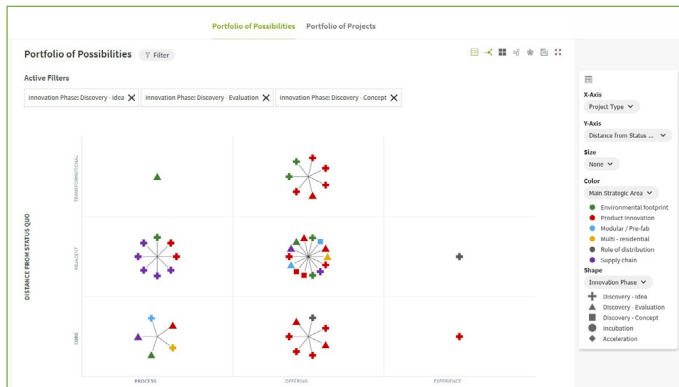 Portfolio of Possibilities Portfolio of Projects
Portfolio of Possibilities Filter
Active Filters
Innovation Phase: Discovery - Idea
Innovation Phase: Discovery - Evaluation
Innovation Phase: Discovery - Concept
DISTANCE FROM STATUS QUO
TRANSFORMATIONAL
ADJACENT
CORE
PROCESS
OFFERING
EXPERIENCE
X-Axis
Project Type
Y-Axis
Distance from Status ...
Size
None
Color
Main Strategic Area
Environmental footprint
Product Innovation
Modular / Pre-fab
Multi - residential
Role of distribution
Supply chain
Shape
Innovation Phase
Discovery - Idea
Discovery - Evaluation
Discovery - Concept
Incubation
Acceleration